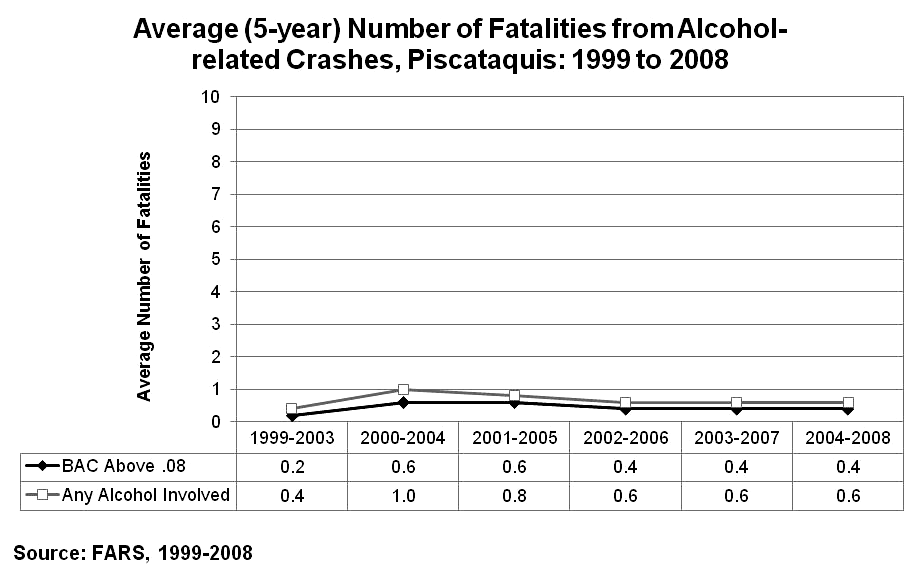 Average (5-year) Number of Fatalities from Alcohol-
related Crashes, Piscataquis: 1999 to 2008
Average Number of Fatalities
10
9
8
7
6
5
4
3
2
1
0
1999-2003 2000-2004 2001-2005 2002-2006 2003-2007 2004-2008
BAC Above .08 0.2 0.6 0.6 0.4 0.4 0.4
Any Alcohol Involved 0.4 1.0 0.8 0.6 0.6 0.6
Source: FARS, 1999-2008